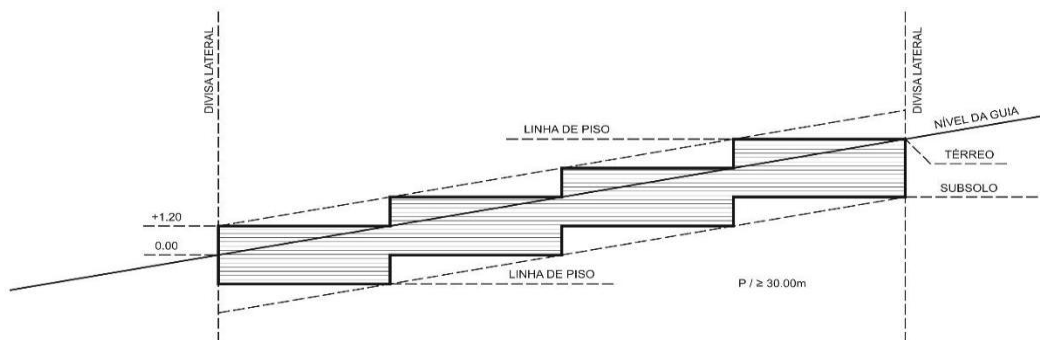 DIVISA LATERAL
DIVISA LATERAL
NÍVEL DA GUIA
LINHA DE PISO
TÉRREO
SUBSOLO
+1.20
0.00
LINHA DE PISO
P / ≥ 30.00m